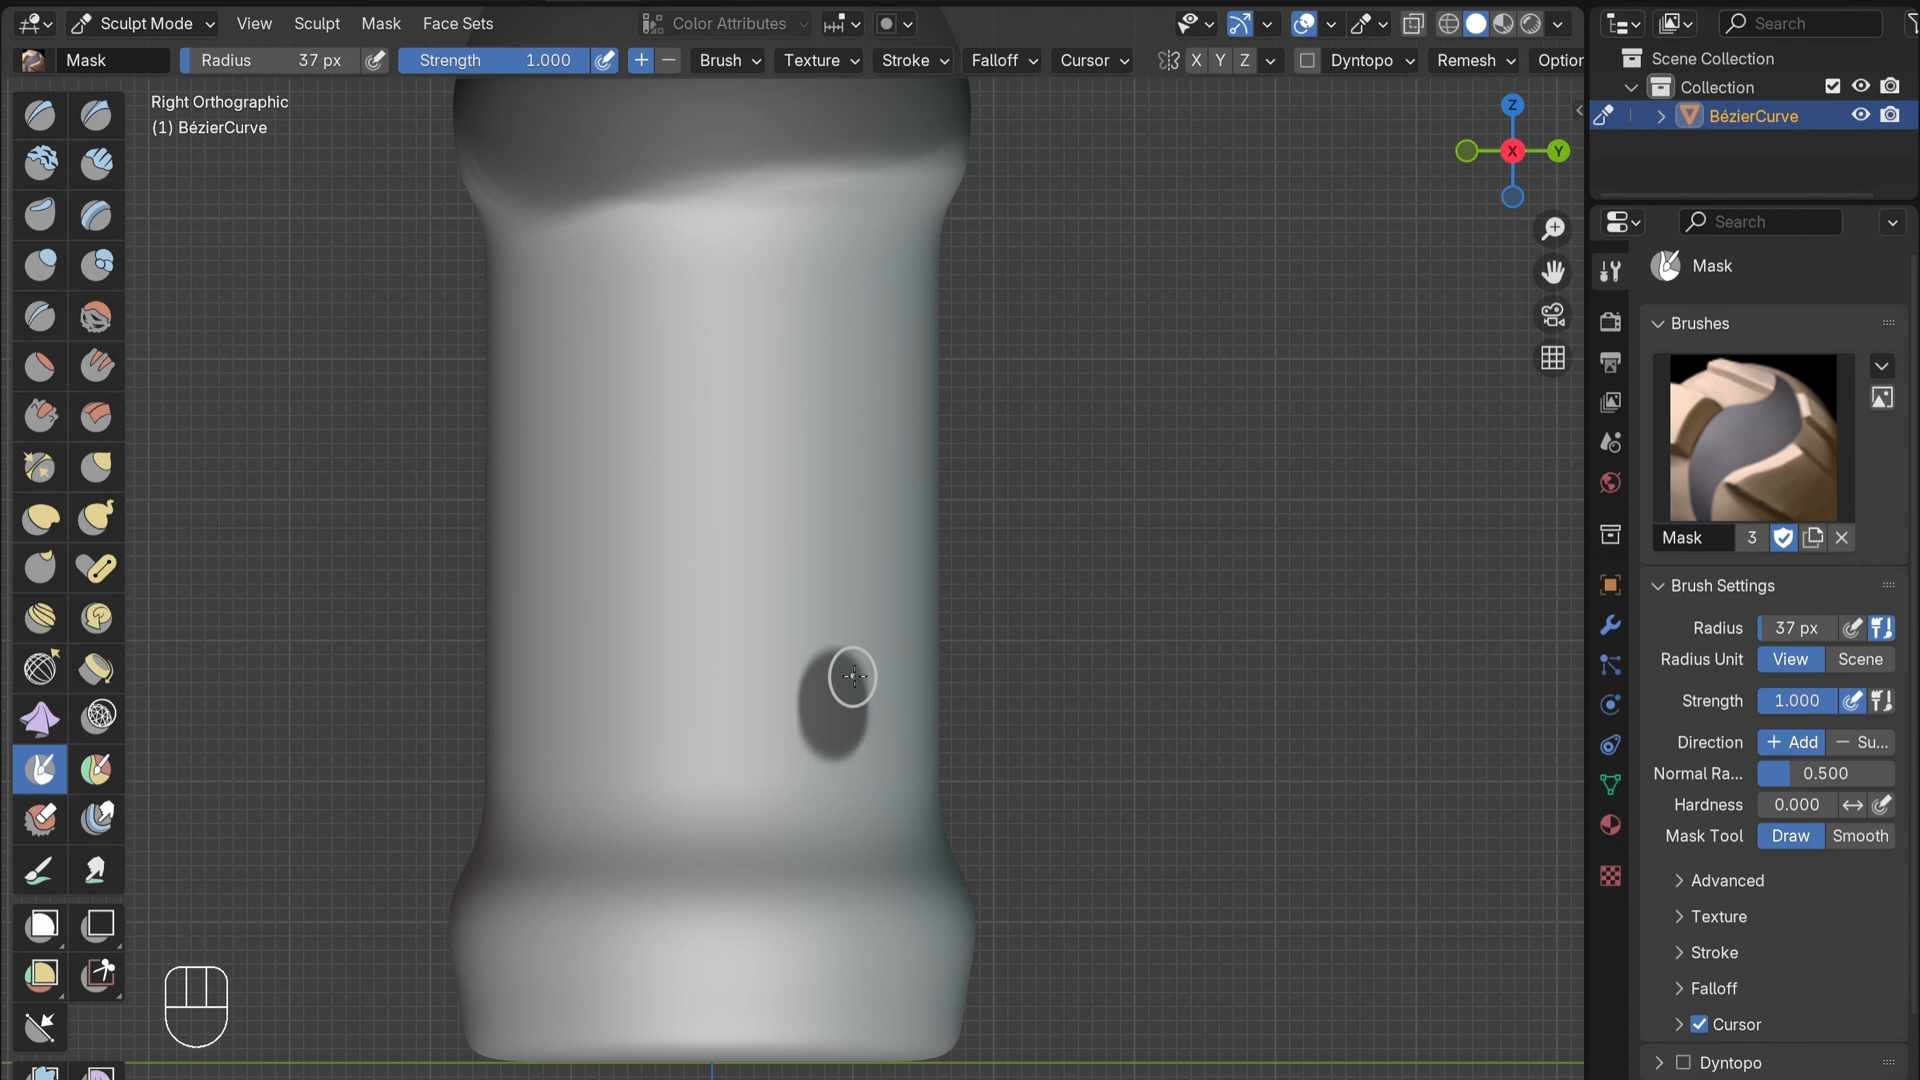 Sculpt Mode View Sculpt Mask Face Sets Color Attributes Search
Mask Radius 37 px Strength 1.000 Brush Texture Stroke Falloff Cursor X Y Z Dyntopo Remesh
Scene Collection
Collection
BézierCurve
Right Orthographic
(1) BézierCurve
Z
X
Y
Search
Mask
Brushes
Mask 3
Brush Settings
Radius 37 px
Radius Unit View Scene
Strength 1.000
Direction + Add − Su...
Normal Ra... 0.500
Hardness 0.000
Mask Tool Draw Smooth
Advanced
Texture
Stroke
Falloff
Cursor
Dyntopo